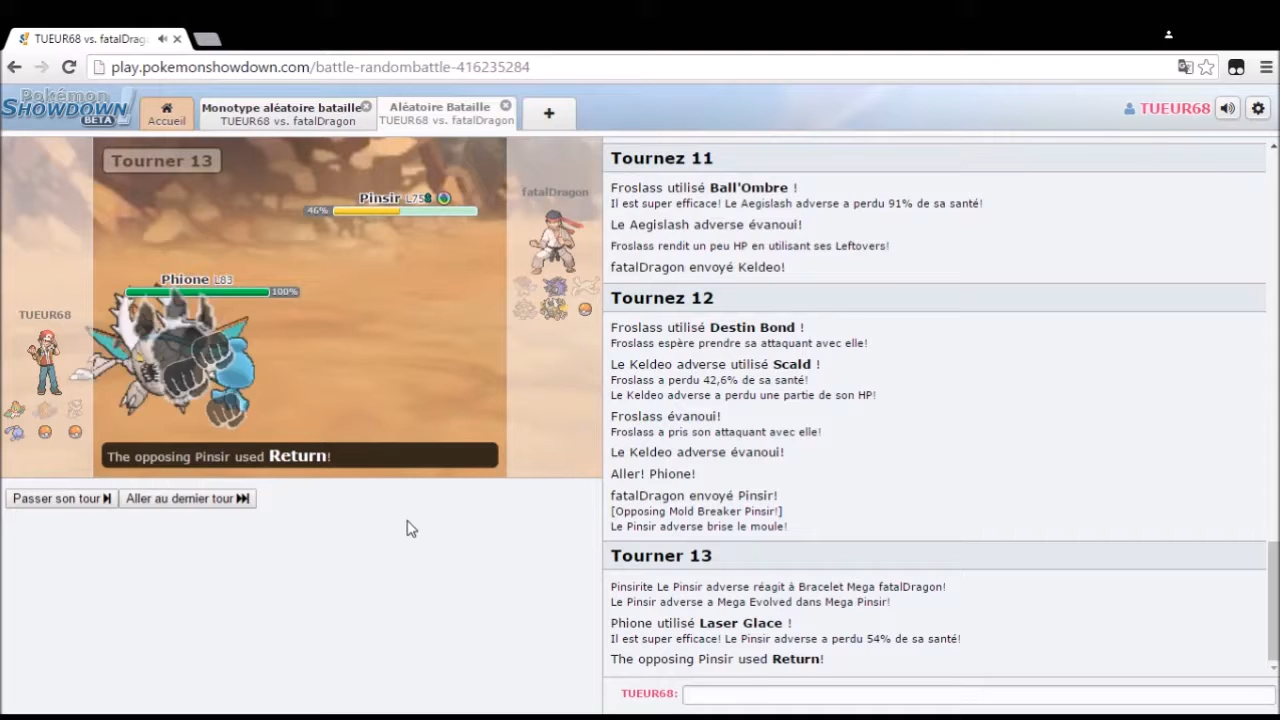 TUEUR68 vs. fatalDrag
play.pokemonshowdown.com/battle-randombattle-416235284
Pokémon
SHOWDOWN
BETA
Accueil
Monotype aléatoire bataille
TUEUR68 vs. fatalDragon
Aléatoire Bataille
TUEUR68 vs. fatalDragon
TUEUR68
Tourner 13
Pinsir L75
46%
fatalDragon
Phione L83
100%
TUEUR68
The opposing Pinsir used Return!
Passer son tour
Aller au dernier tour
Tournez 11
Froslass utilisé Ball'Ombre !
Il est super efficace! Le Aegislash adverse a perdu 91% de sa santé!
Le Aegislash adverse évanoui!
Froslass rendit un peu HP en utilisant ses Leftovers!
fatalDragon envoyé Keldeo!
Tournez 12
Froslass utilisé Destin Bond !
Froslass espère prendre sa attaquant avec elle!
Le Keldeo adverse utilisé Scald !
Froslass a perdu 42,6% de sa santé!
Le Keldeo adverse a perdu une partie de son HP!
Froslass évanoui!
Froslass a pris son attaquant avec elle!
Le Keldeo adverse évanoui!
Aller! Phione!
fatalDragon envoyé Pinsir!
[Opposing Mold Breaker Pinsir!]
Le Pinsir adverse brise le moule!
Tourner 13
Pinsirite Le Pinsir adverse réagit à Bracelet Mega fatalDragon!
Le Pinsir adverse a Mega Evolved dans Mega Pinsir!
Phione utilisé Laser Glace !
Il est super efficace! Le Pinsir adverse a perdu 54% de sa santé!
The opposing Pinsir used Return!
TUEUR68: